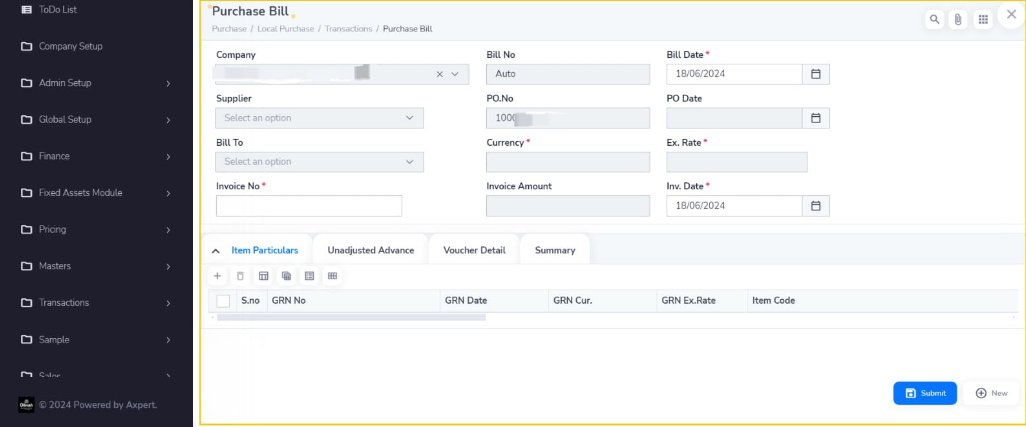 ToDo List
Company Setup
Admin Setup
Global Setup
Finance
Fixed Assets Module
Pricing
Masters
Transactions
Sample
Sales
© 2024 Powered by Axpert.
Purchase Bill
Purchase / Local Purchase / Transactions / Purchase Bill
Company
Bill No
Bill Date *
Auto
18/06/2024
Supplier
PO.No
PO Date
Select an option
Bill To
Currency *
Ex. Rate *
Select an option
Invoice No *
Invoice Amount
Inv. Date *
18/06/2024
Item Particulars
Unadjusted Advance
Voucher Detail
Summary
S.no
GRN No
GRN Date
GRN Cur.
GRN Ex.Rate
Item Code
Submit
New